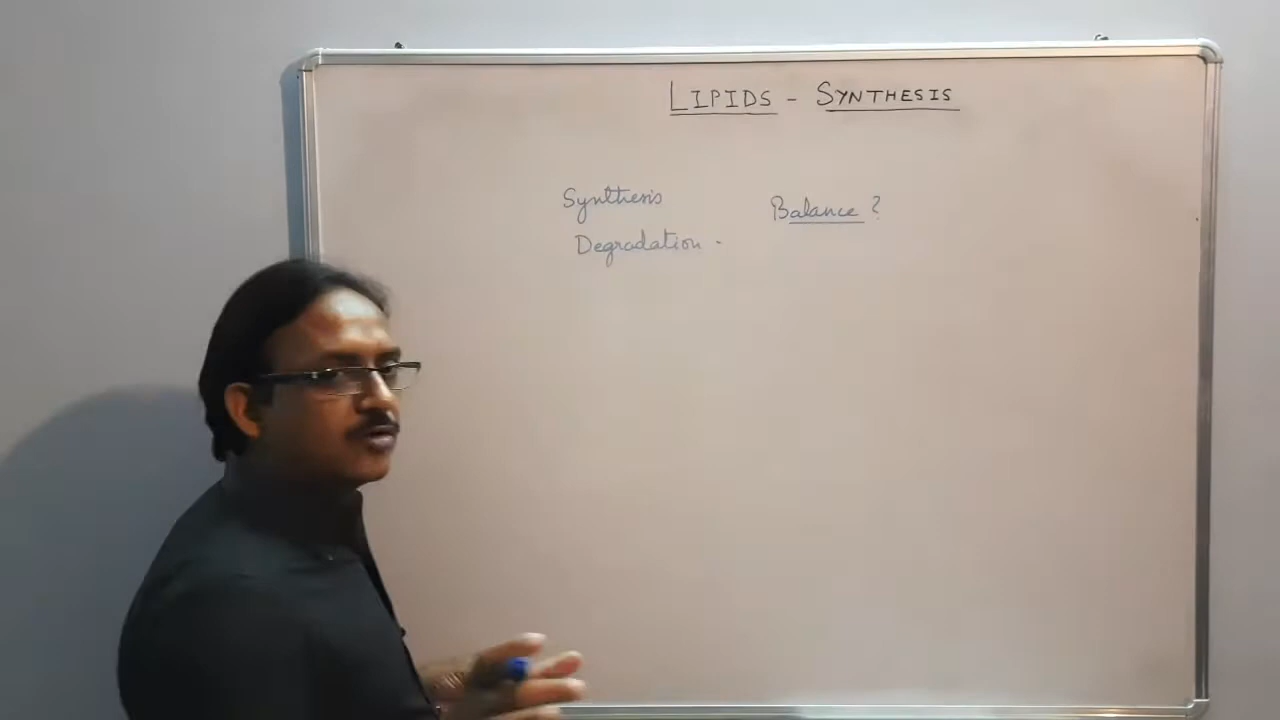 LIPIDS - SYNTHESIS
Synthesis
Balance ?
Degradation .